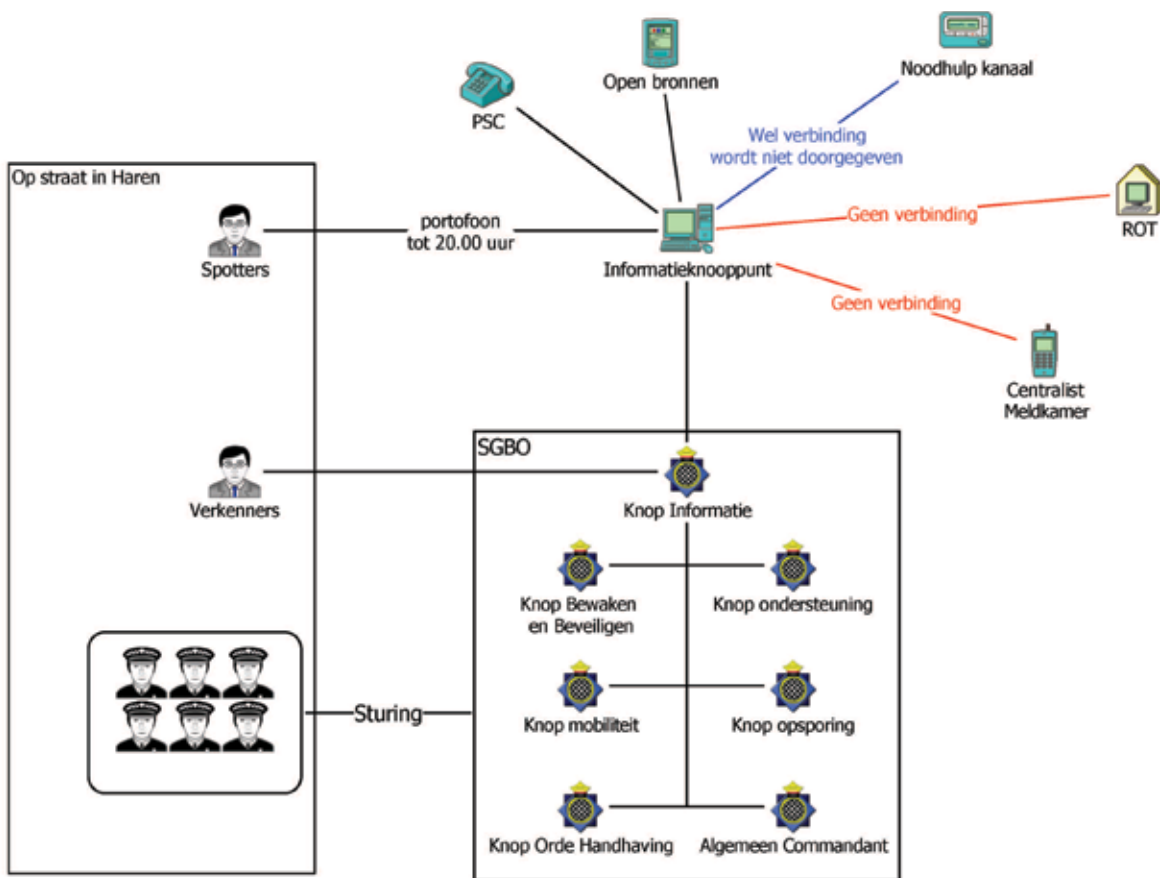 Open bronnen
Noodhulp kanaal
PSC
Wel verbinding
wordt niet doorgegeven
Op straat in Haren
Geen verbinding
ROT
portofoon
tot 20.00 uur
Spotters
Informatieknooppunt
Geen verbinding
Centralist
Meldkamer
SGBO
Verkenners
Knop Informatie
Knop Bewaken
en Beveiligen
Knop ondersteuning
Sturing
Knop mobiliteit
Knop opsporing
Knop Orde Handhaving
Algemeen Commandant